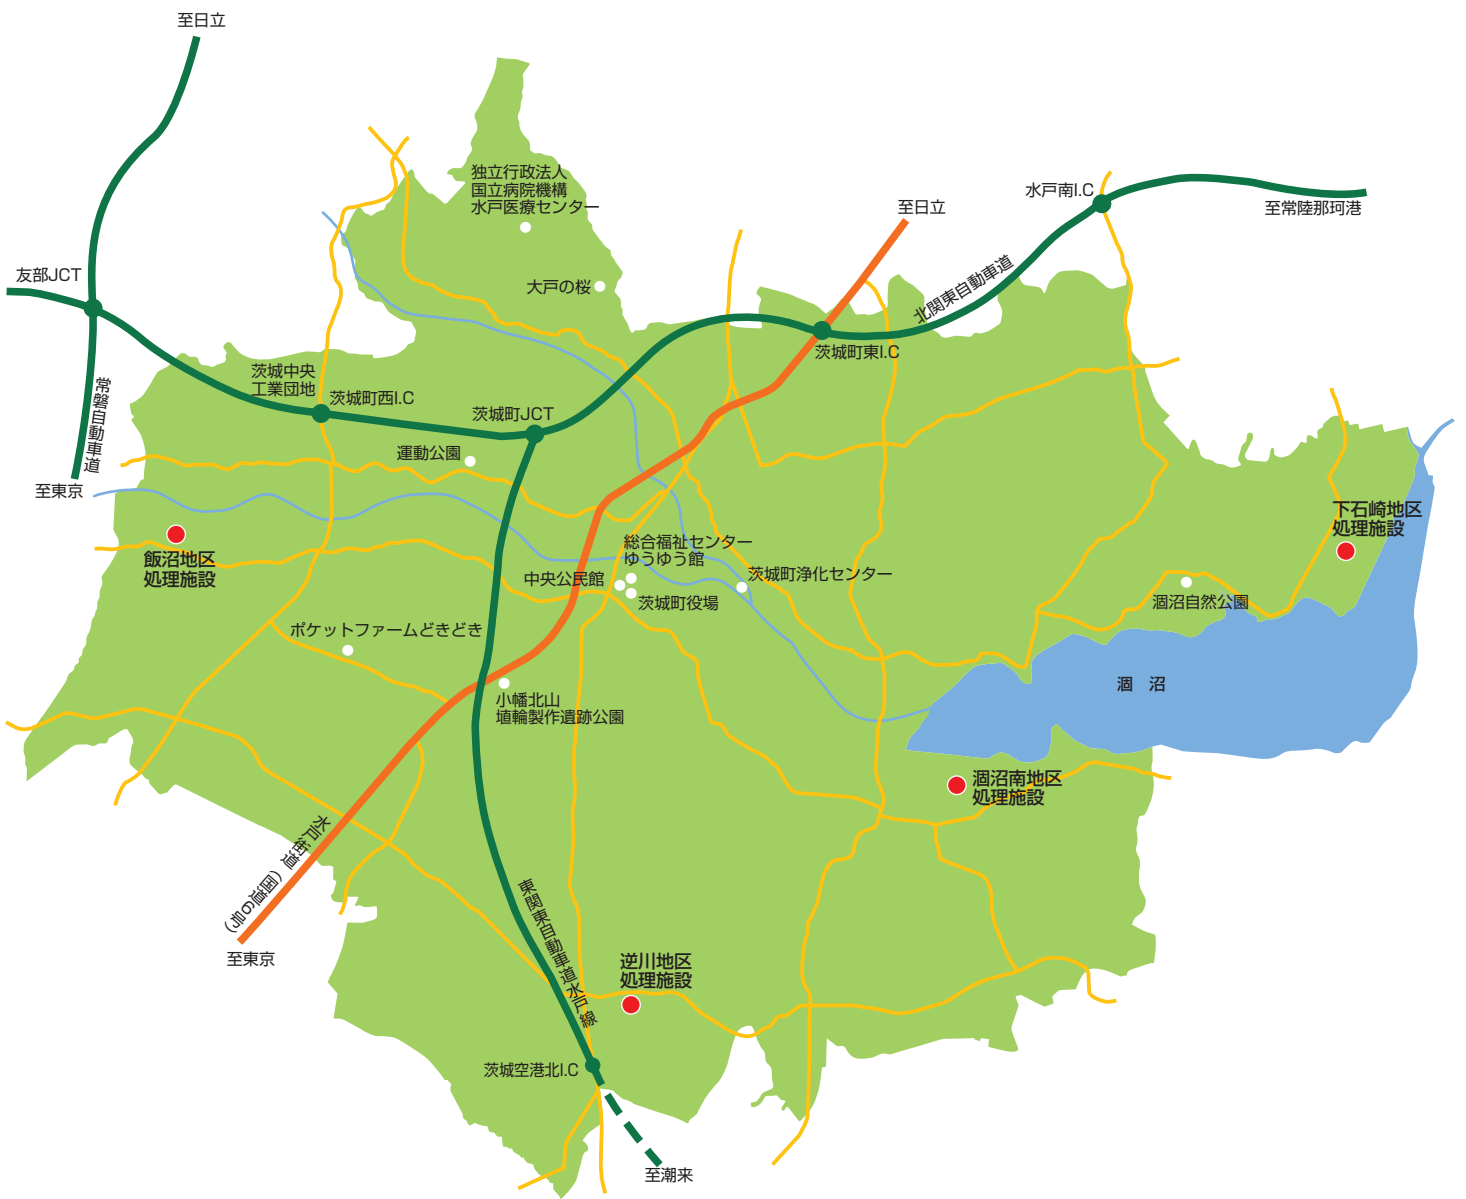 至日立
独立行政法人
国立病院機構
水戸医療センター
水戸南I.C
至常陸那珂港
至日立
友部JCT
大戸の桜
北関東自動車道
茨城町東I.C
茨城中央
工業団地
茨城町西I.C
茨城町JCT
常磐自動車道
運動公園
至東京
下石崎地区
処理施設
飯沼地区
処理施設
総合福祉センター
ゆうゆう館
中央公民館
茨城町浄化センター
茨城町役場
涸沼自然公園
ポケットファームどきどき
涸　沼
小幡北山
埴輪製作遺跡公園
涸沼南地区
処理施設
水戸街道（国道6号）
東関東自動車道水戸線
至東京
逆川地区
処理施設
茨城空港北I.C
至潮来